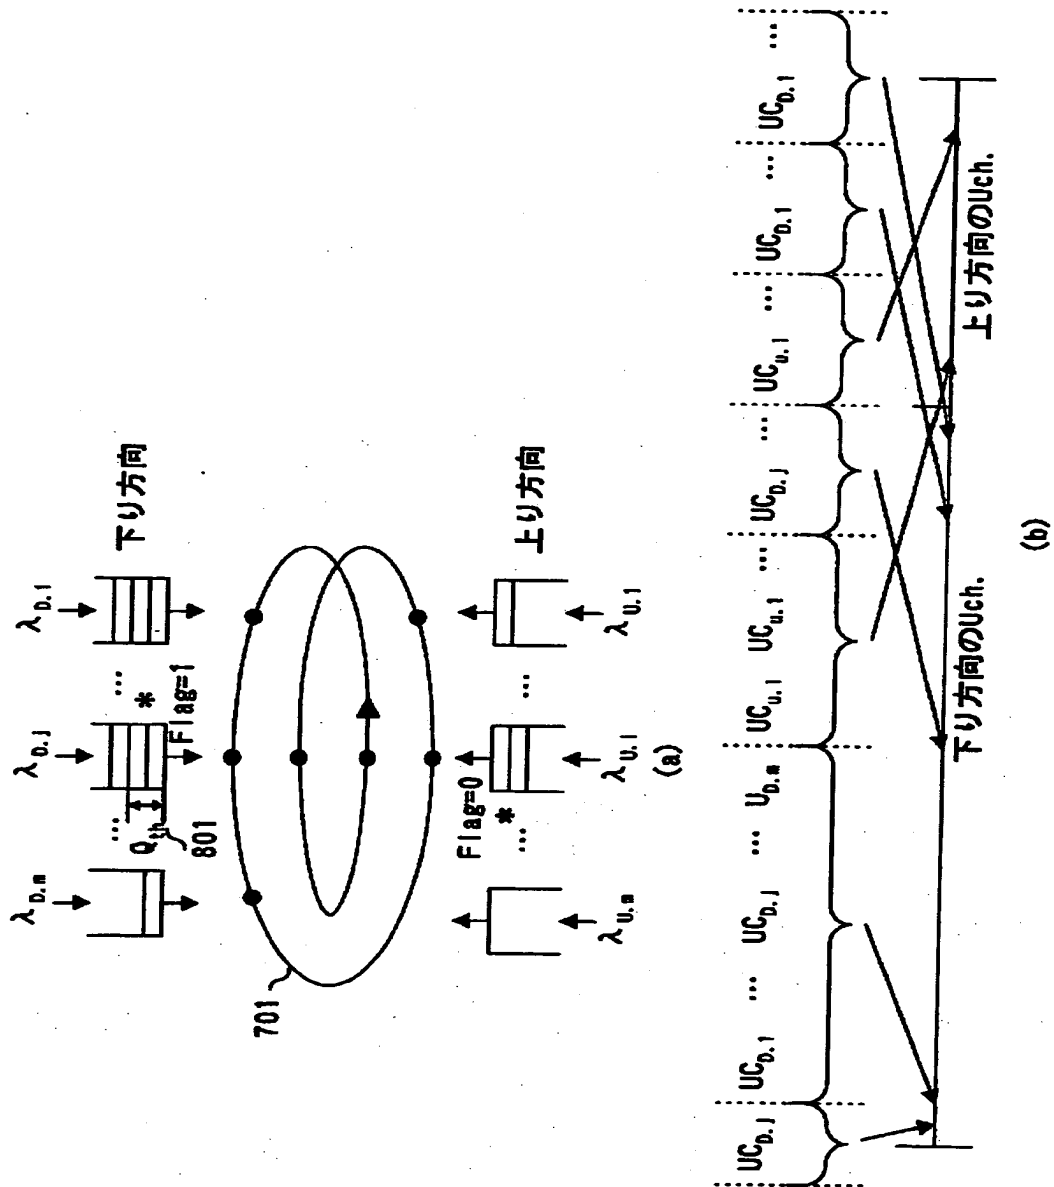 下り方向
λD.m
λD.j
λD.1
...
...
Qth
801
*
Flag=1
701
Flag=0
*
...
...
λU.m
λU.i
λU.1
上り方向
(a)
UCD.j
UCD.1 ... UCD.j ... UD.m
UCu.1 UCu.1 ...
UCD.j ...
UCu.1 ...
UCD.1 ...
UCD.1 ...
下り方向のUch.
上り方向のUch.
(b)